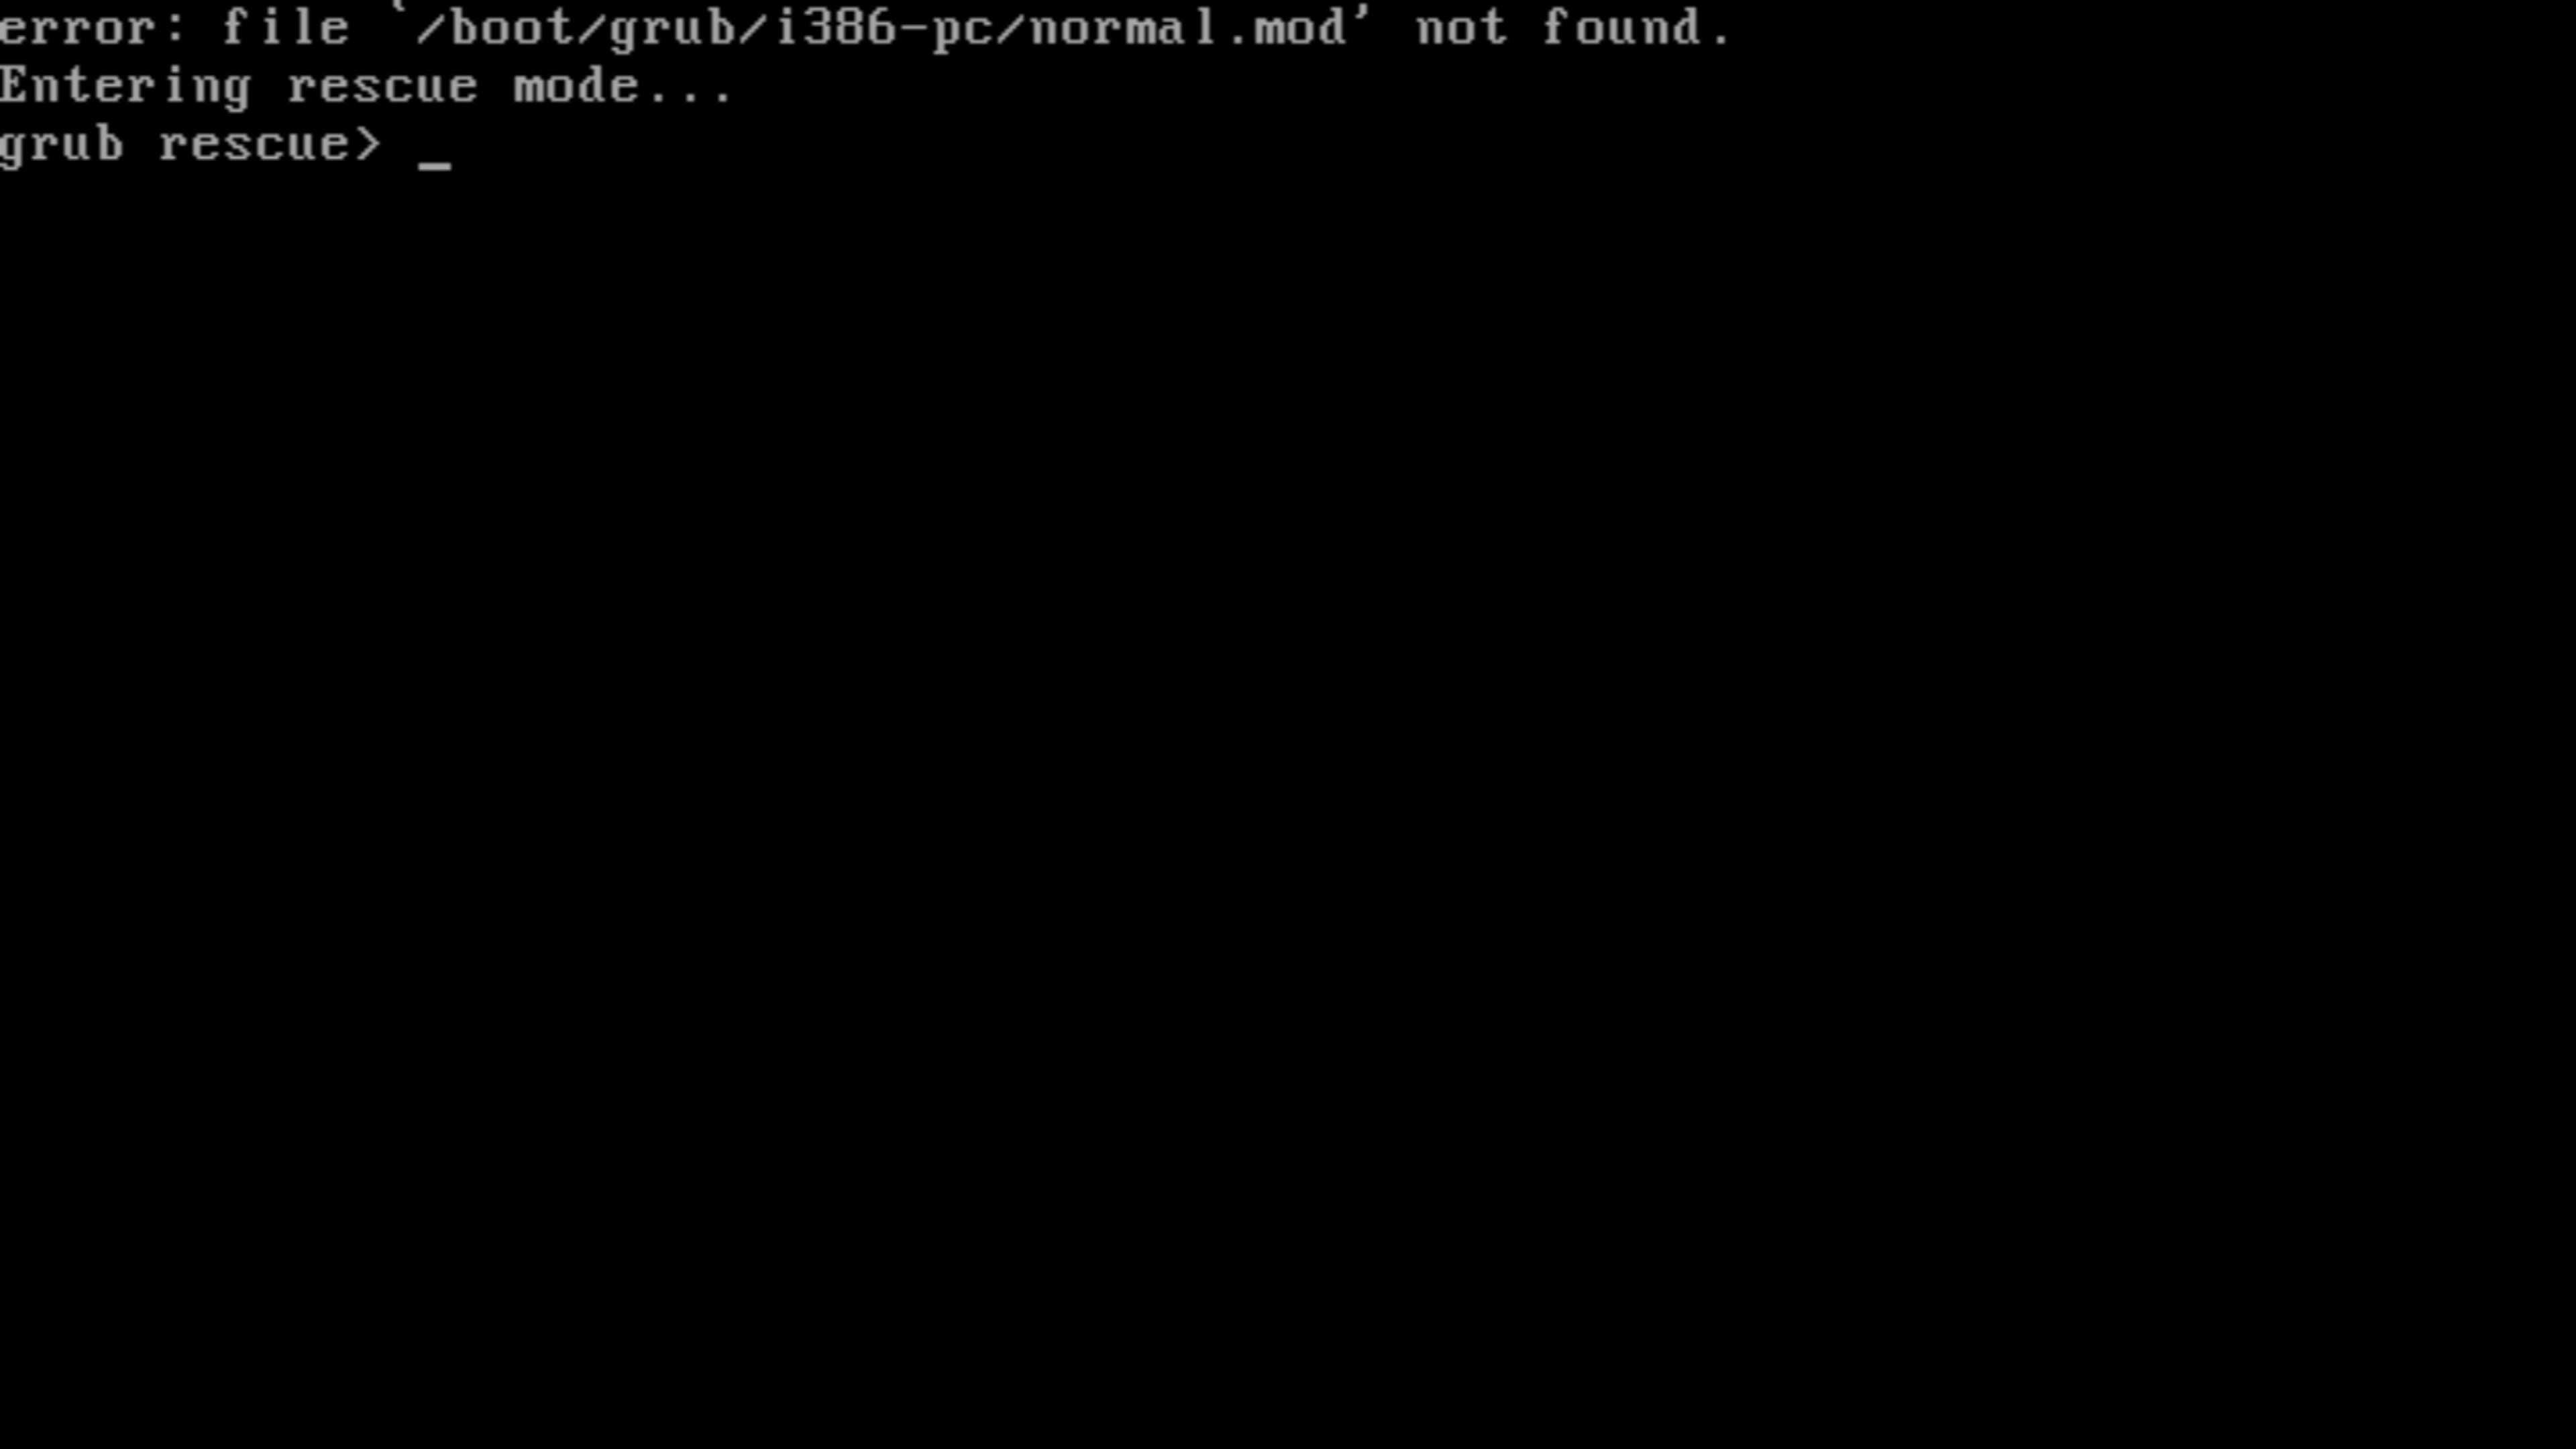 error: file `/boot/grub/i386-pc/normal.mod' not found.
Entering rescue mode...
grub rescue> _